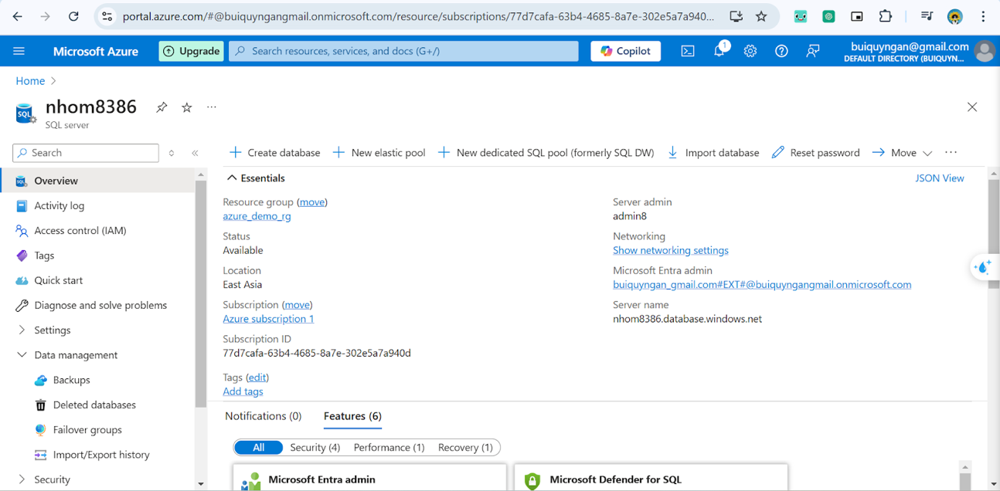 portal.azure.com/#@buiquyngangmail.onmicrosoft.com/resource/subscriptions/77d7cafa-63b4-4685-8a7e-302e5a7a940...
Microsoft Azure
Upgrade
Search resources, services, and docs (G+/)
Copilot
1
buiquyngan@gmail.com
DEFAULT DIRECTORY (BUIQUYN...
Home
SQL
nhom8386
...
SQL server
Search
Create database
New elastic pool
New dedicated SQL pool (formerly SQL DW)
Import database
Reset password
Move
...
Overview
Activity log
Access control (IAM)
Tags
Quick start
Diagnose and solve problems
Settings
Data management
Backups
Deleted databases
Failover groups
Import/Export history
Security
Essentials
JSON View
Resource group (move)
azure_demo_rg
Status
Available
Location
East Asia
Subscription (move)
Azure subscription 1
Subscription ID
77d7cafa-63b4-4685-8a7e-302e5a7a940d
Tags (edit)
Add tags
Server admin
admin8
Networking
Show networking settings
Microsoft Entra admin
buiquyngan_gmail.com#EXT#@buiquyngangmail.onmicrosoft.com
Server name
nhom8386.database.windows.net
Notifications (0)
Features (6)
All
Security (4)
Performance (1)
Recovery (1)
Microsoft Entra admin
Microsoft Defender for SQL